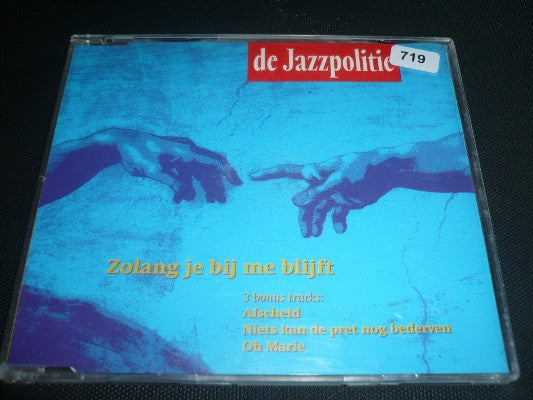 de Jazzpolitie
719
Zolang je bij me blijft
3 bonus tracks:
Afscheid
Niets kan de pret nog bederven
Oh Marie